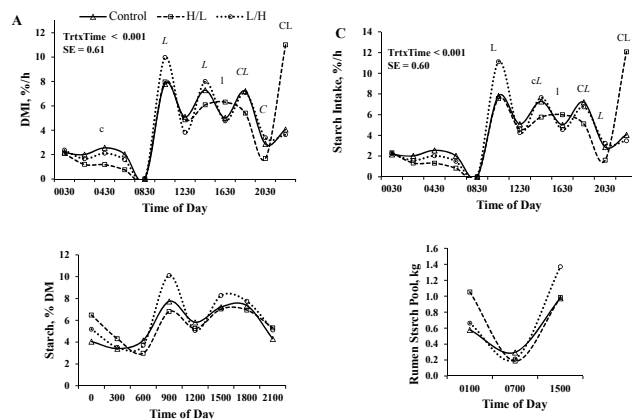 A
Control H/L L/H
TrtxTime < 0.001
SE = 0.61
DMI, %/h
12
10
8
6
4
2
0
0030 0430 0830 1230 1630 2030
Time of Day
c
L
L
l
CL
C
CL
C
TrtxTime <0.001
SE = 0.60
Starch Intake, %/h
14
12
10
8
6
4
2
0
0030 0430 0830 1230 1630 2030
Time of Day
L
cL
l
CL
L
CL
Starch, % DM
12
10
8
6
4
2
0
0 300 600 900 1200 1500 1800 2100
Time of Day
Rumen Stsrch Pool, kg
1.6
1.4
1.2
1.0
0.8
0.6
0.4
0.2
0.0
0100 0700 1500
Time of Day